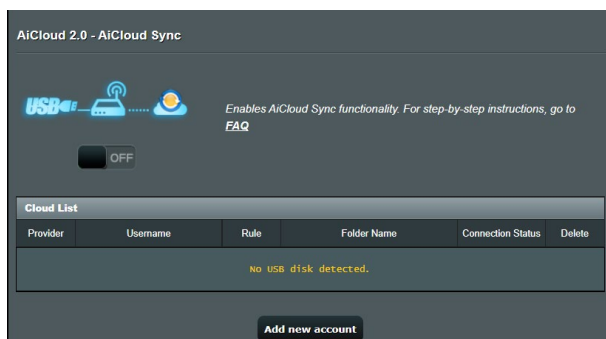 AiCloud 2.0 - AiCloud Sync
USB
Enables AiCloud Sync functionality. For step-by-step instructions, go to
FAQ
OFF
Cloud List
Provider Username Rule Folder Name Connection Status Delete
No USB disk detected.
Add new account